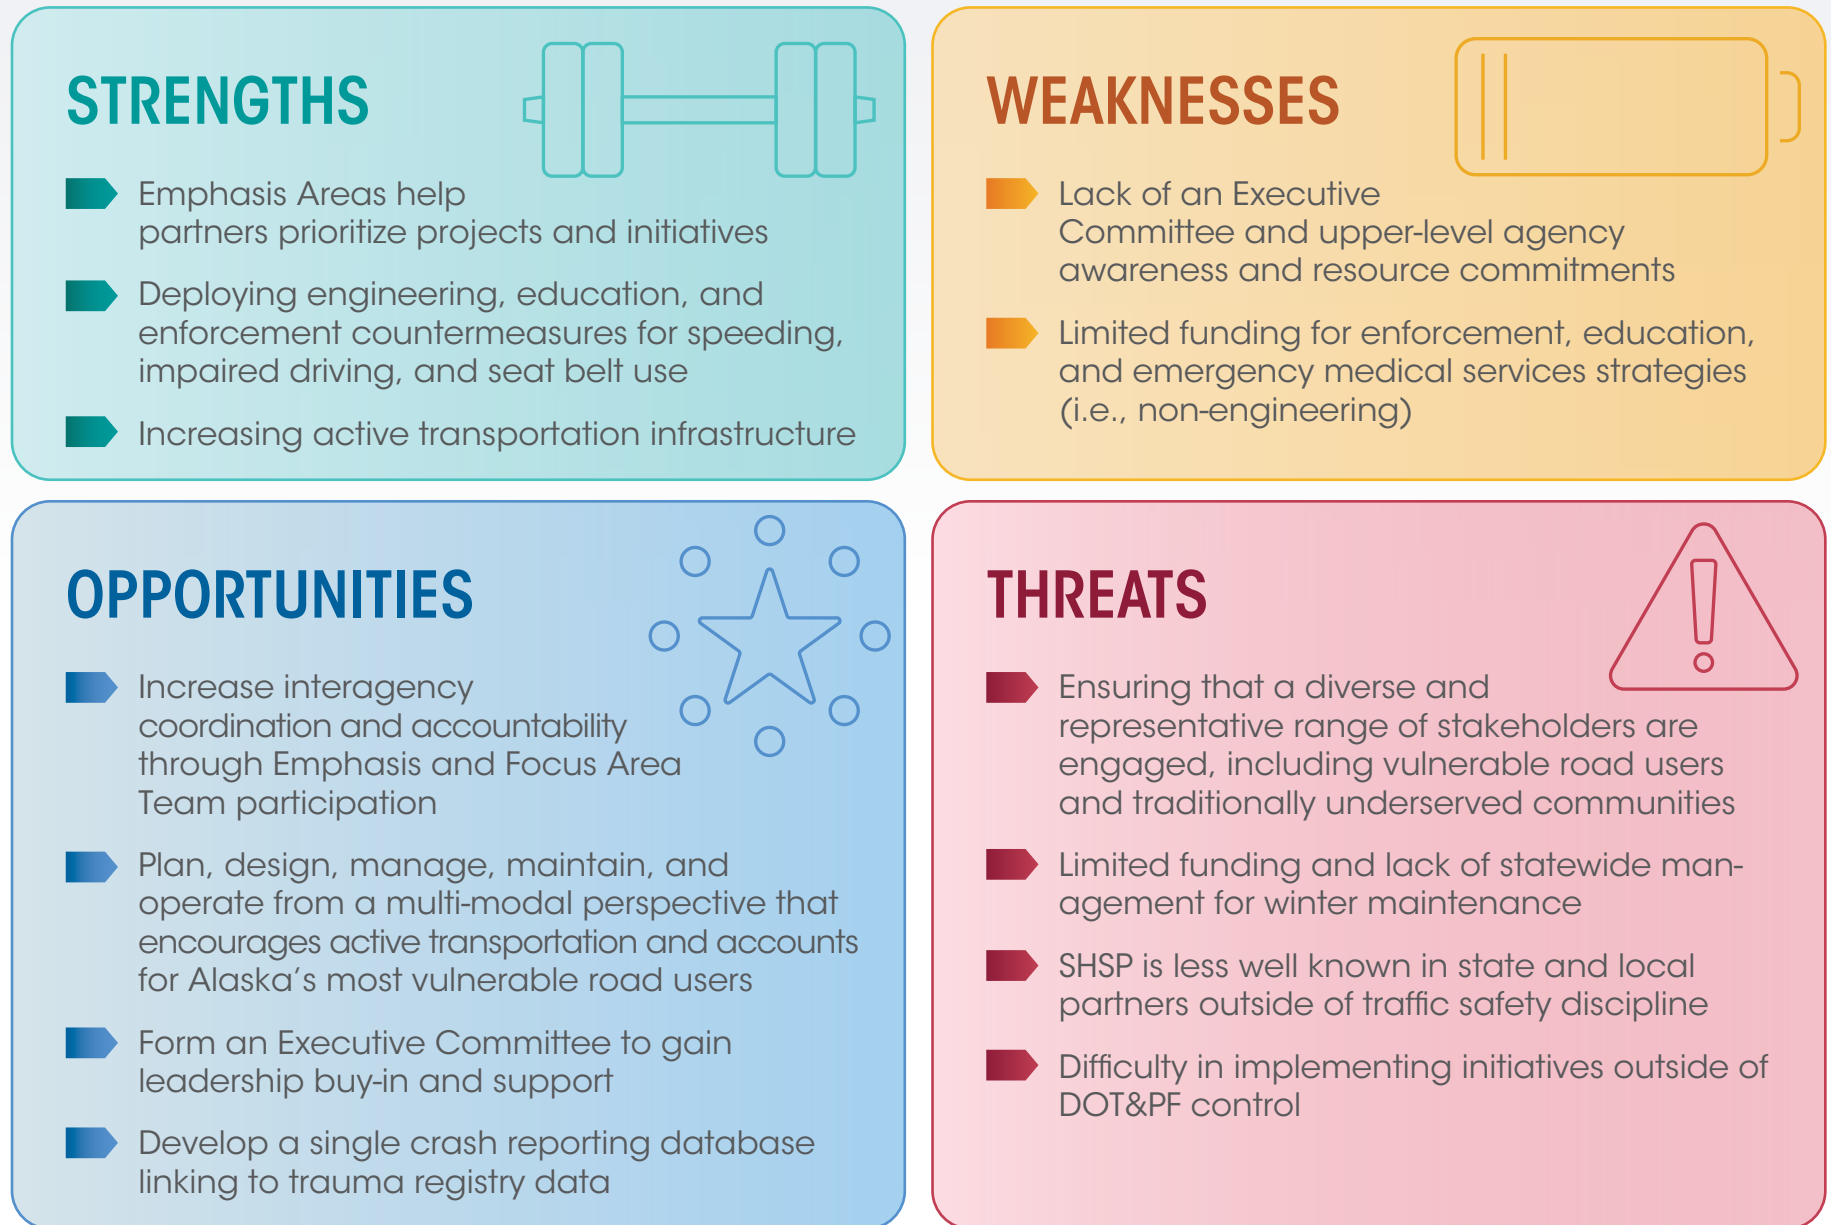 STRENGTHS
Emphasis Areas help
partners prioritize projects and initiatives
Deploying engineering, education, and
enforcement countermeasures for speeding,
impaired driving, and seat belt use
Increasing active transportation infrastructure
WEAKNESSES
Lack of an Executive
Committee and upper-level agency
awareness and resource commitments
Limited funding for enforcement, education,
and emergency medical services strategies
(i.e., non-engineering)
OPPORTUNITIES
Increase interagency
coordination and accountability
through Emphasis and Focus Area
Team participation
Plan, design, manage, maintain, and
operate from a multi-modal perspective that
encourages active transportation and accounts
for Alaska’s most vulnerable road users
Form an Executive Committee to gain
leadership buy-in and support
Develop a single crash reporting database
linking to trauma registry data
THREATS
Ensuring that a diverse and
representative range of stakeholders are
engaged, including vulnerable road users
and traditionally underserved communities
Limited funding and lack of statewide man-
agement for winter maintenance
SHSP is less well known in state and local
partners outside of traffic safety discipline
Difficulty in implementing initiatives outside of
DOT&PF control